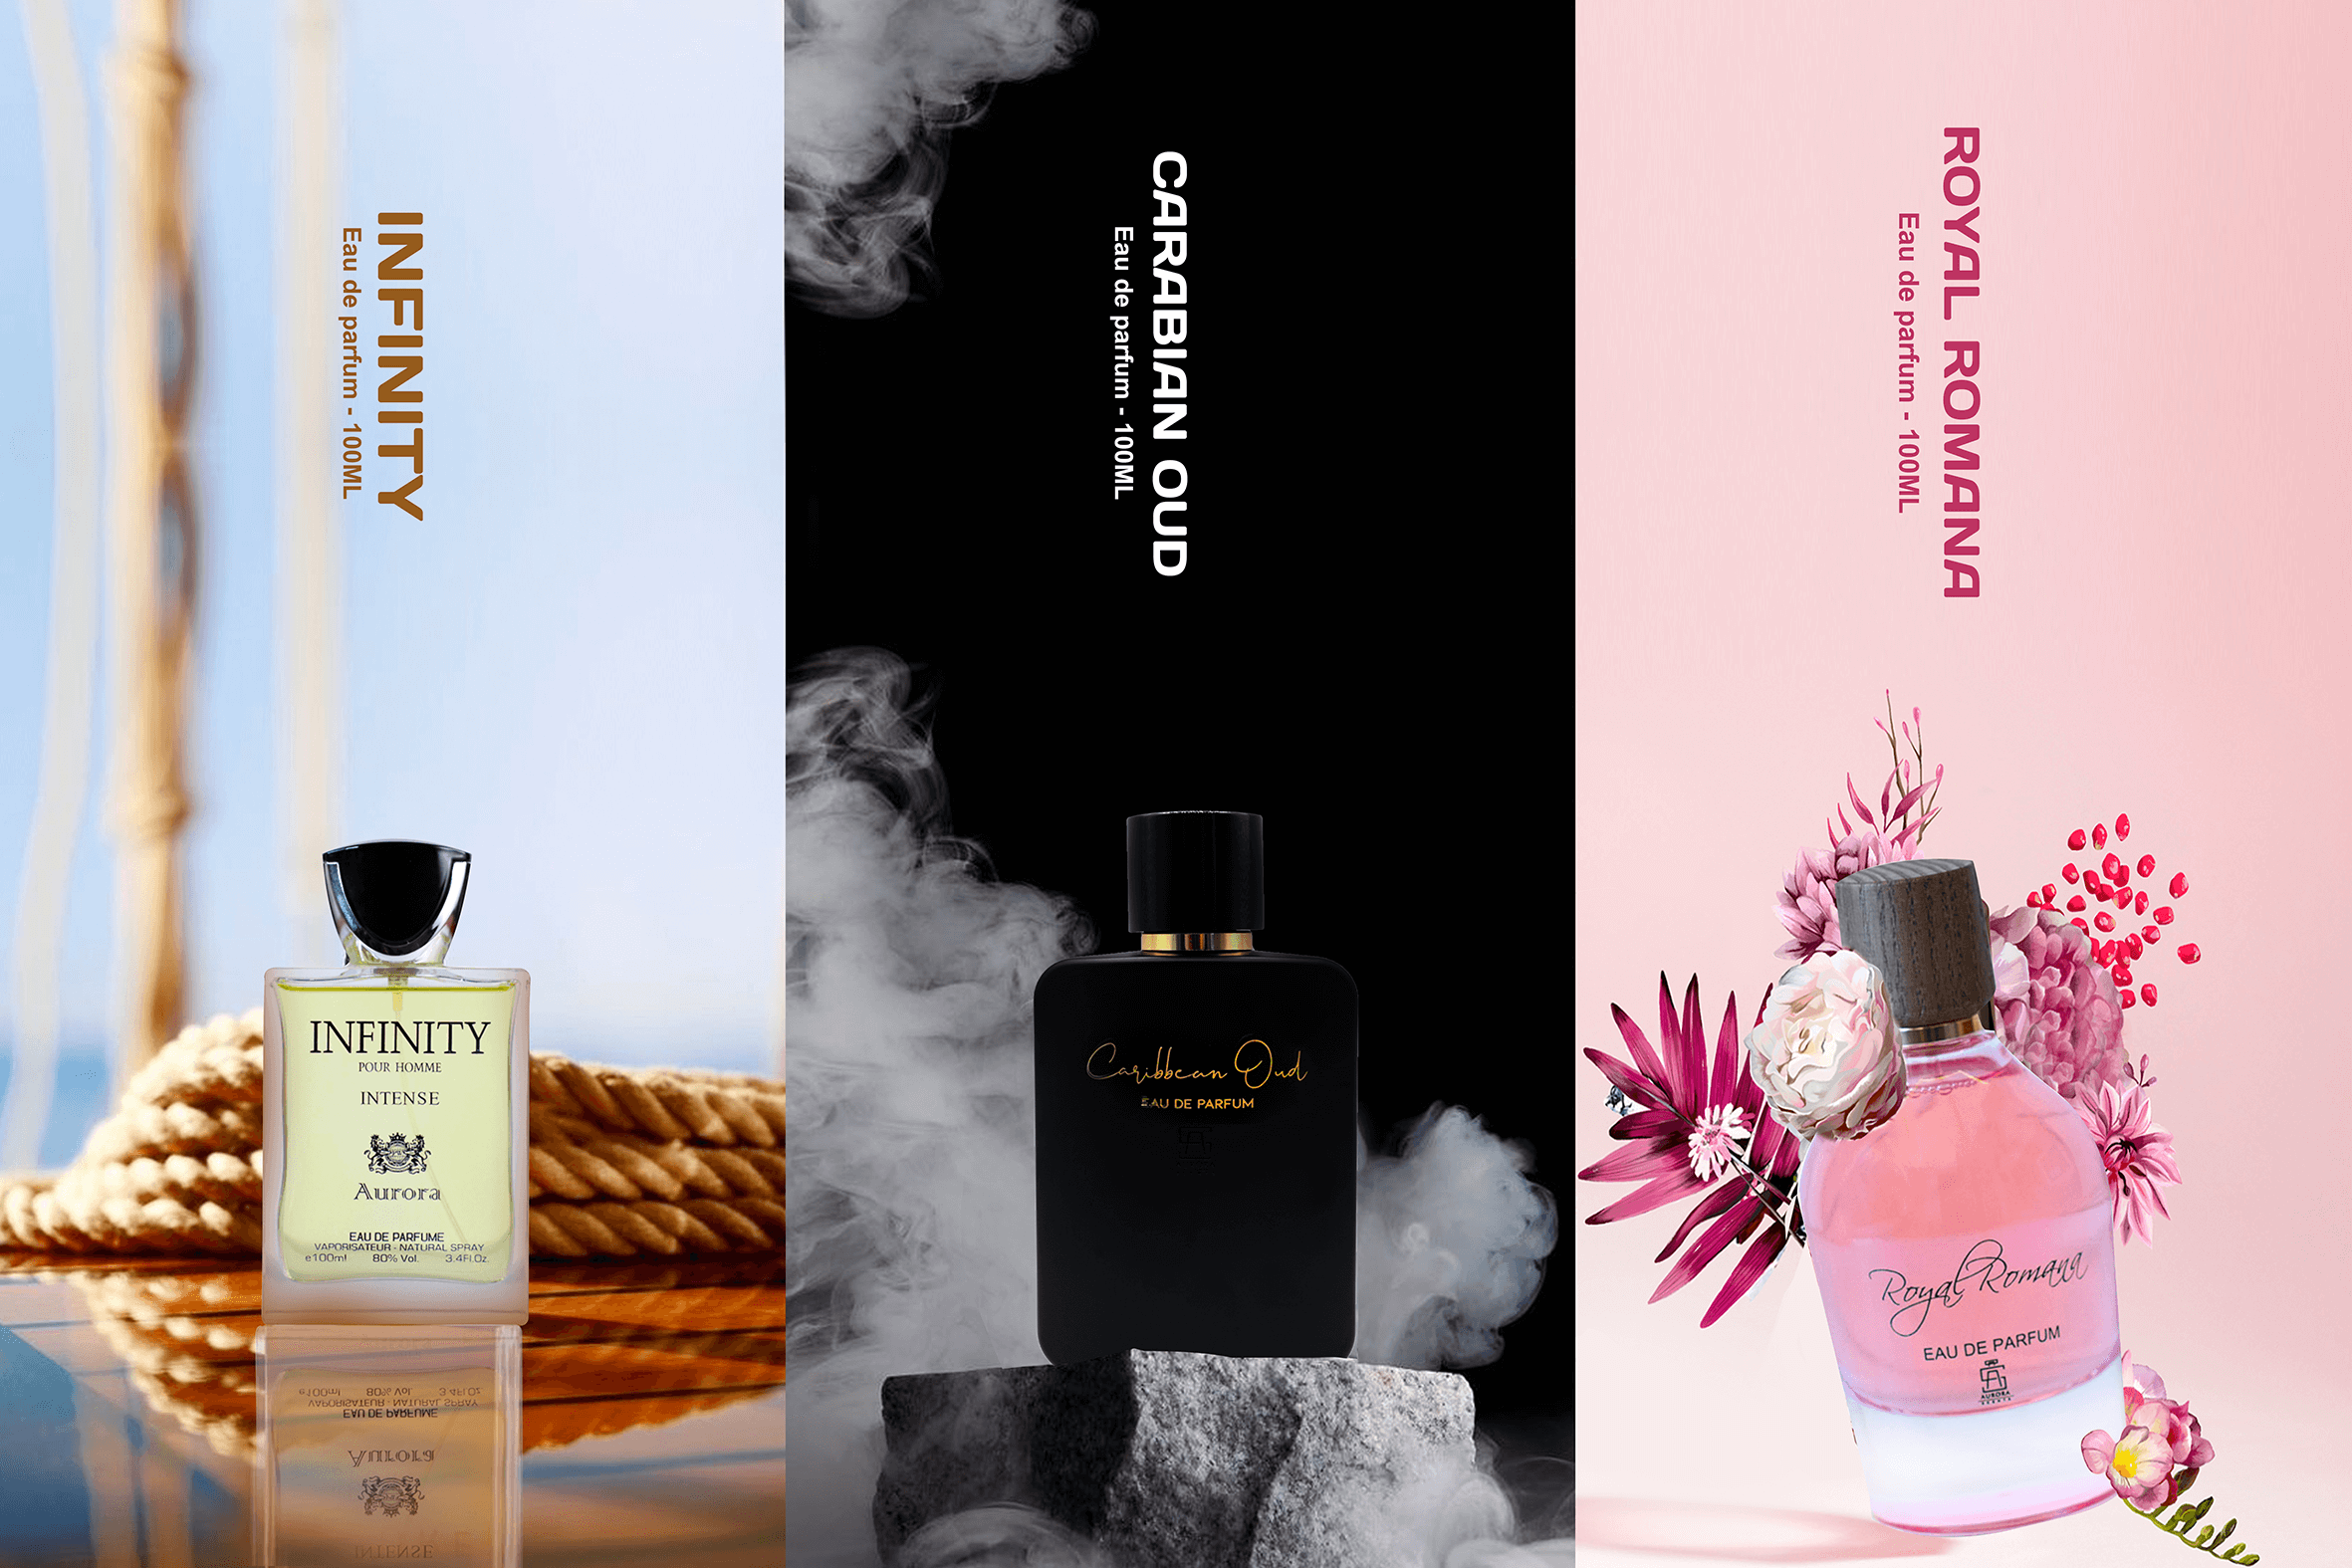 INFINITY
Eau de parfum - 100ML
INFINITY
POUR HOMME
INTENSE
Aurora
EAU DE PARFUME
VAPORISATEUR - NATURAL SPRAY
e100ml 80% Vol. 3.4Fl.Oz.
CARABIAN OUD
Eau de parfum - 100ML
Caribbean Oud
EAU DE PARFUM
ROYAL ROMANA
Eau de parfum - 100ML
Royal Romana
EAU DE PARFUM
AURORA
SCENTS